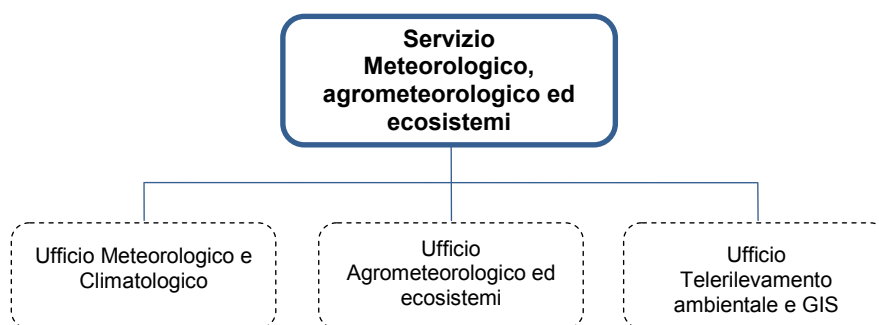 Servizio
Meteorologico,
agrometeorologico ed
ecosistemi
Ufficio Meteorologico e
Climatologico
Ufficio
Agrometeorologico ed
ecosistemi
Ufficio
Telerilevamento
ambientale e GIS